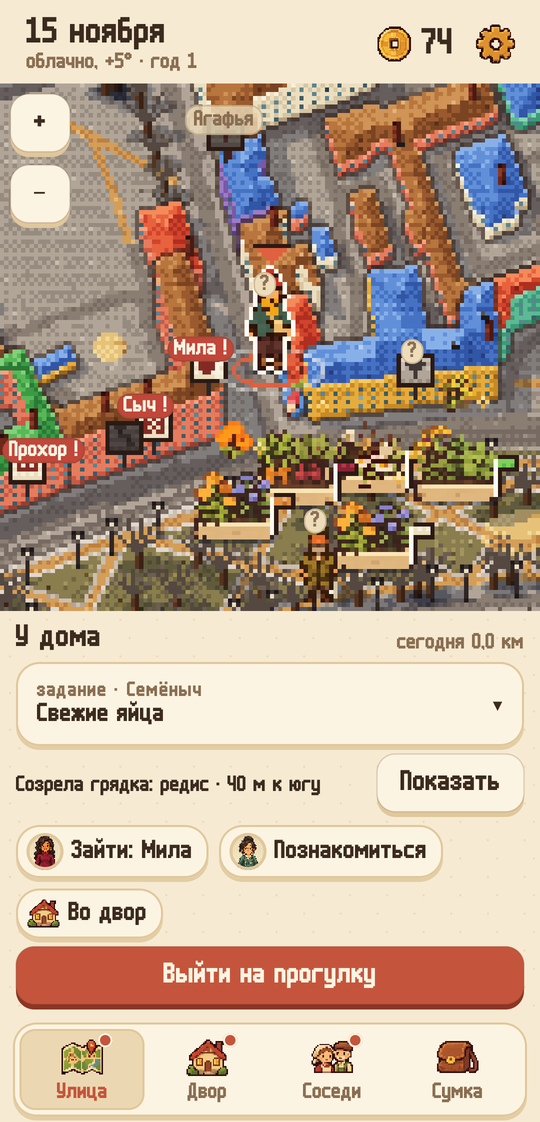 15 ноября
облачно, +5° · год 1
74
+
Агафья
−
?
Мила !
?
Сыч !
Прохор !
?
У дома
сегодня 0,0 км
задание · Семёныч
Свежие яйца
▼
Созрела грядка: редис · 40 м к югу
Показать
Зайти: Мила
Познакомиться
Во двор
Выйти на прогулку
Улица
Двор
Соседи
Сумка